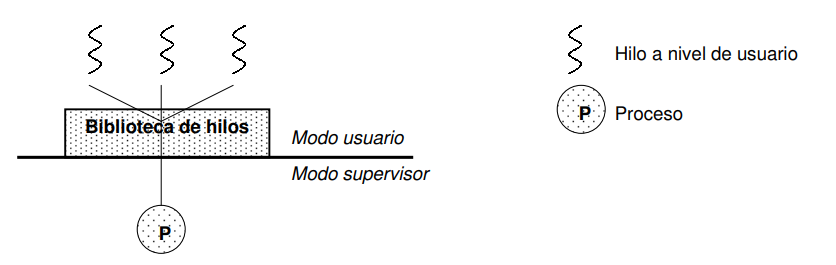 Hilo a nivel de usuario
P
Proceso
Biblioteca de hilos
Modo usuario
Modo supervisor
P